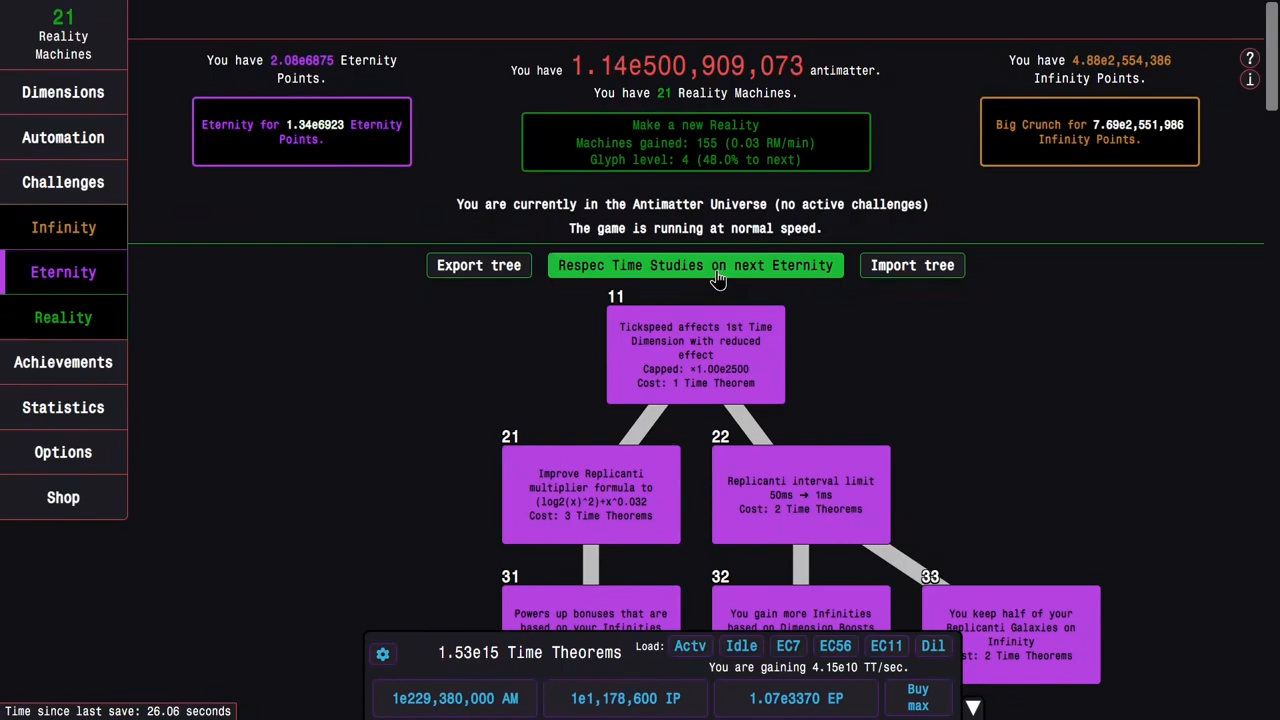 21
Reality
Machines
Dimensions
Automation
Challenges
Infinity
Eternity
Reality
Achievements
Statistics
Options
Shop
You have 2.08e6875 Eternity
Points.
Eternity for 1.34e6923 Eternity
Points.
You have 1.14e500,909,073 antimatter.
You have 21 Reality Machines.
Make a new Reality
Machines gained: 155 (0.03 RM/min)
Glyph level: 4 (48.0% to next)
You have 4.88e2,554,386
Infinity Points.
Big Crunch for 7.69e2,551,986
Infinity Points.
?
i
You are currently in the Antimatter Universe (no active challenges)
The game is running at normal speed.
Export tree
Respec Time Studies on next Eternity
Import tree
11
Tickspeed affects 1st Time
Dimension with reduced
effect
Capped: ×1.00e2500
Cost: 1 Time Theorem
21
Improve Replicanti
multiplier formula to
(log2(x)^2)+x^0.032
Cost: 3 Time Theorems
22
Replicanti interval limit
50ms → 1ms
Cost: 2 Time Theorems
31
Powers up bonuses that are
based on your Infinities
32
You gain more Infinities
based on Dimension Boosts
33
You keep half of your
Replicanti Galaxies on
Infinity
st: 2 Time Theorems
1.53e15 Time Theorems
Load: Actv Idle EC7 EC56 EC11 Dil
You are gaining 4.15e10 TT/sec.
1e229,380,000 AM
1e1,178,600 IP
1.07e3370 EP
Buy
max
Time since last save: 26.06 seconds